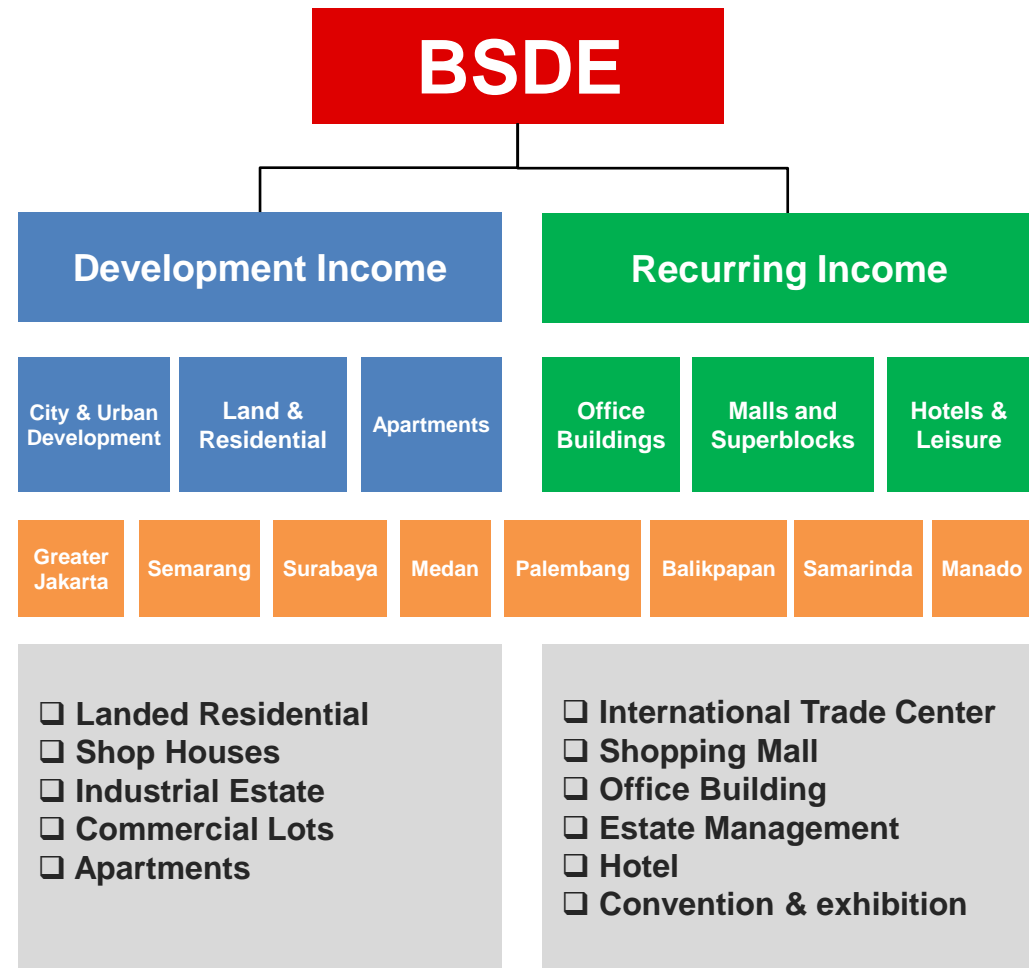 BSDE
Development Income
Recurring Income
City & Urban
Development
Land &
Residential
Apartments
Office
Buildings
Malls and
Superblocks
Hotels &
Leisure
Greater
Jakarta
Semarang
Surabaya
Medan
Palembang
Balikpapan
Samarinda
Manado
❑ Landed Residential
❑ Shop Houses
❑ Industrial Estate
❑ Commercial Lots
❑ Apartments
❑ International Trade Center
❑ Shopping Mall
❑ Office Building
❑ Estate Management
❑ Hotel
❑ Convention & exhibition